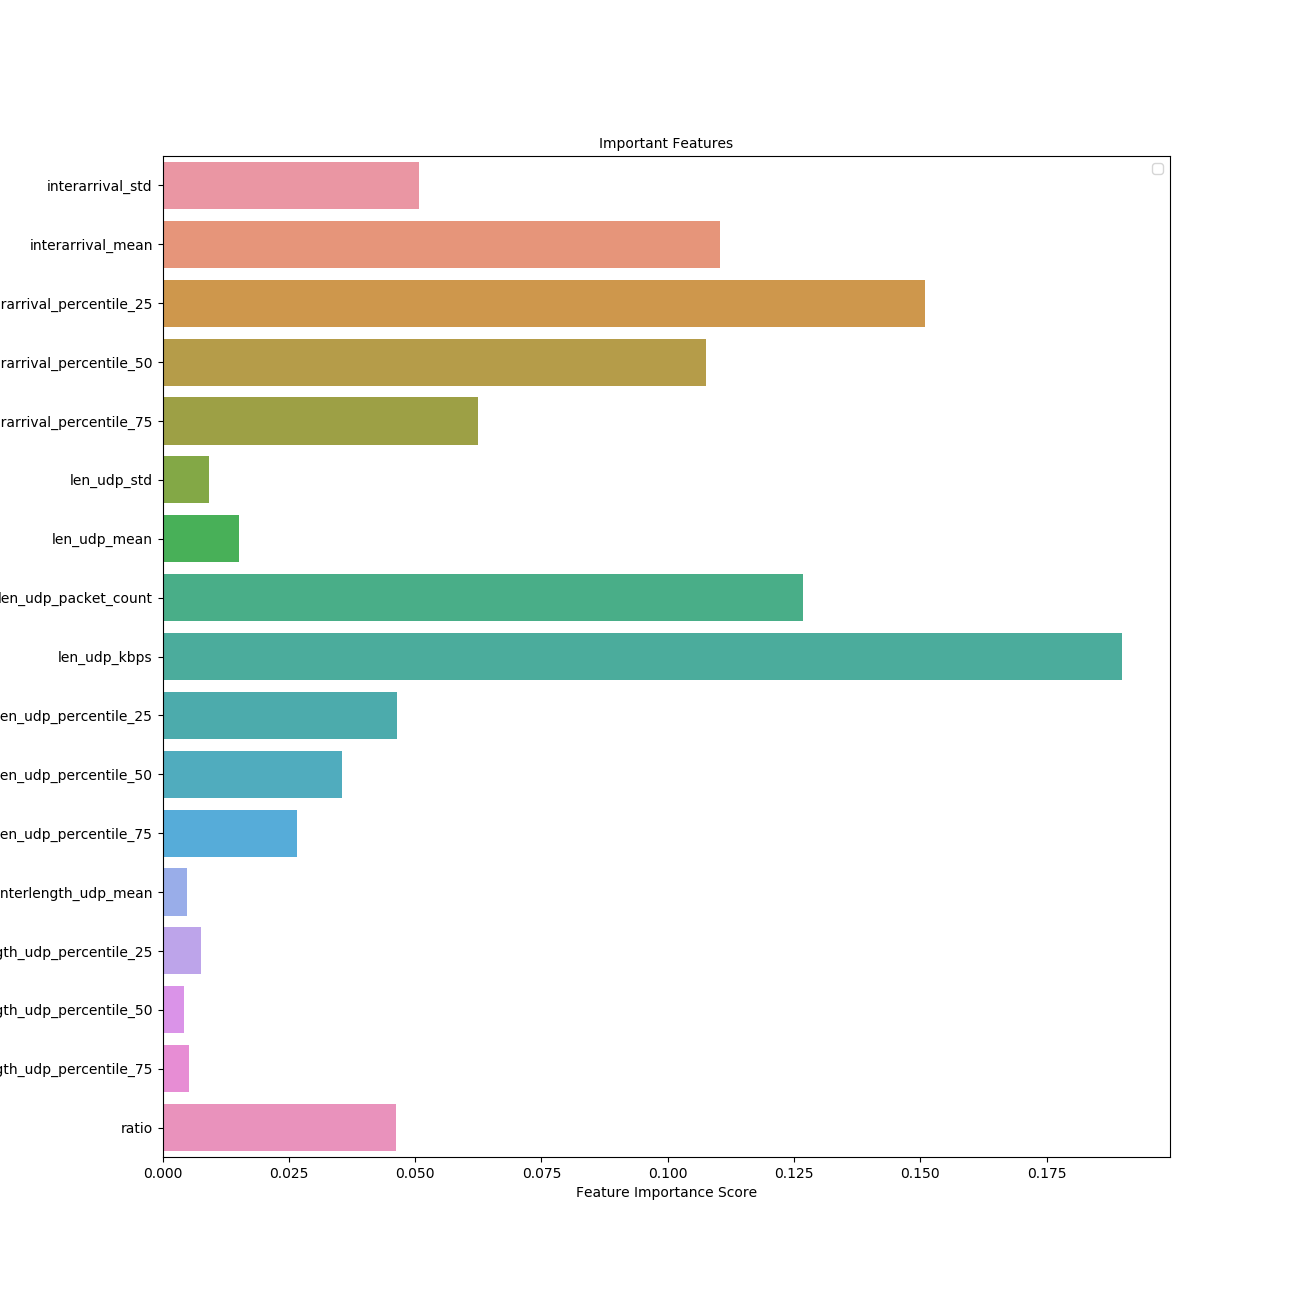 Important Features
interarrival_std
interarrival_mean
rarrival_percentile_25
rarrival_percentile_50
rarrival_percentile_75
len_udp_std
len_udp_mean
len_udp_packet_count
len_udp_kbps
en_udp_percentile_25
en_udp_percentile_50
en_udp_percentile_75
nterlength_udp_mean
gth_udp_percentile_25
gth_udp_percentile_50
gth_udp_percentile_75
ratio
0.000 0.025 0.050 0.075 0.100 0.125 0.150 0.175
Feature Importance Score